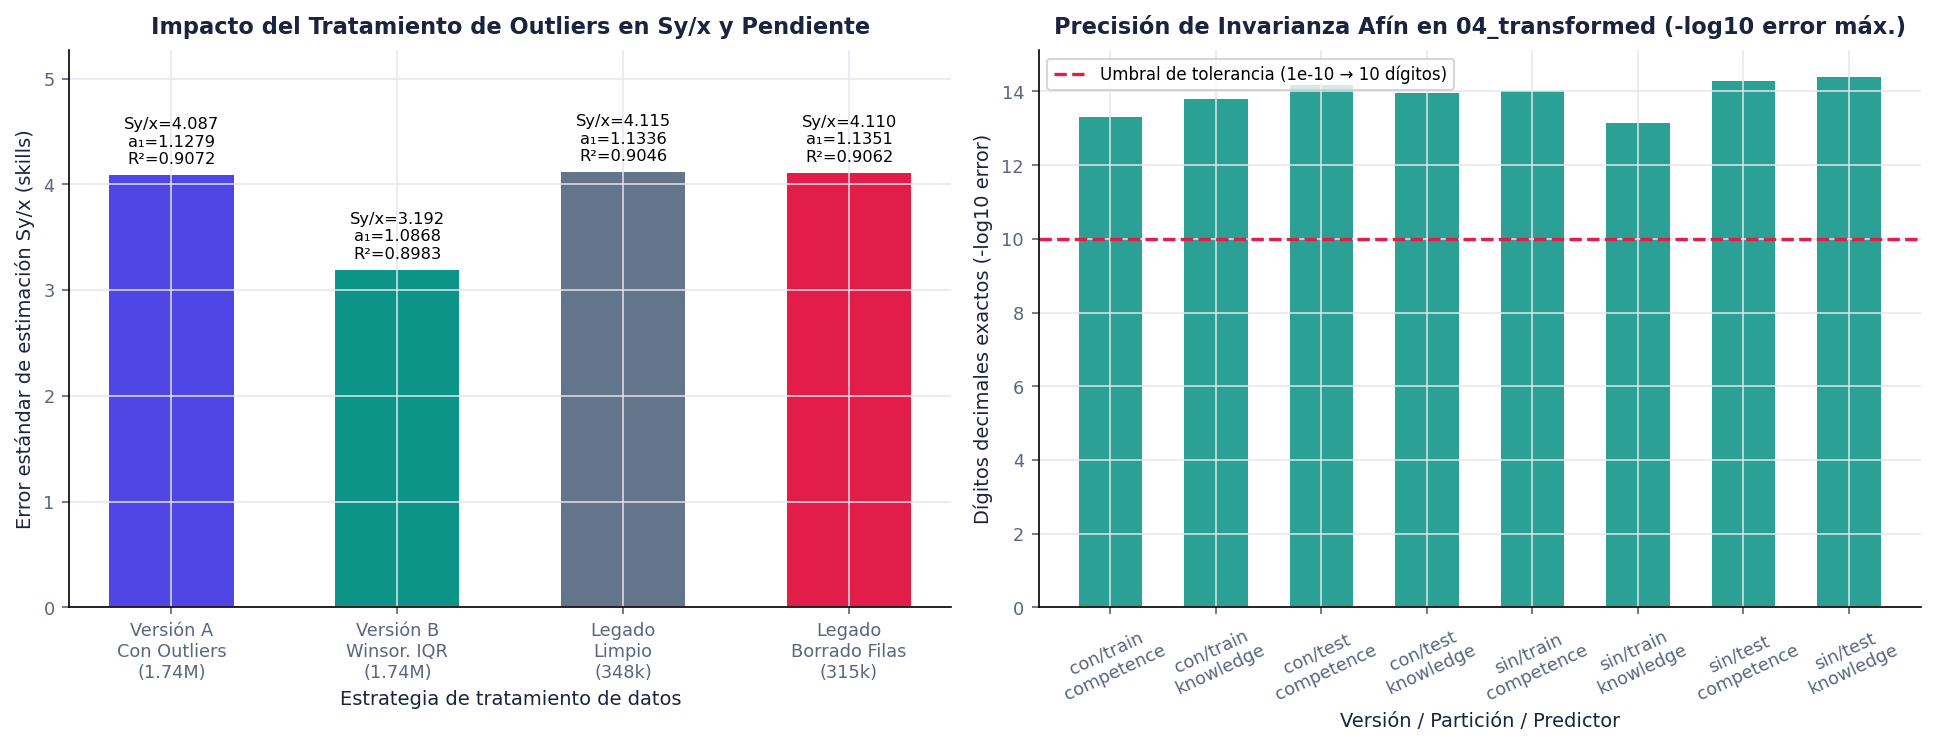 Impacto del Tratamiento de Outliers en Sy/x y Pendiente
Error estándar de estimación Sy/x (skills)
5
4
3
2
1
0
Sy/x=4.087
a₁=1.1279
R²=0.9072
Sy/x=3.192
a₁=1.0868
R²=0.8983
Sy/x=4.115
a₁=1.1336
R²=0.9046
Sy/x=4.110
a₁=1.1351
R²=0.9062
Versión A
Con Outliers
(1.74M)
Versión B
Winsor. IQR
(1.74M)
Legado
Limpio
(348k)
Legado
Borrado Filas
(315k)
Estrategia de tratamiento de datos
Precisión de Invarianza Afín en 04_transformed (-log10 error máx.)
Umbral de tolerancia (1e-10 → 10 dígitos)
Dígitos decimales exactos (-log10 error)
14
12
10
8
6
4
2
0
con/train
competence
con/train
knowledge
con/test
competence
con/test
knowledge
sin/train
competence
sin/train
knowledge
sin/test
competence
sin/test
knowledge
Versión / Partición / Predictor